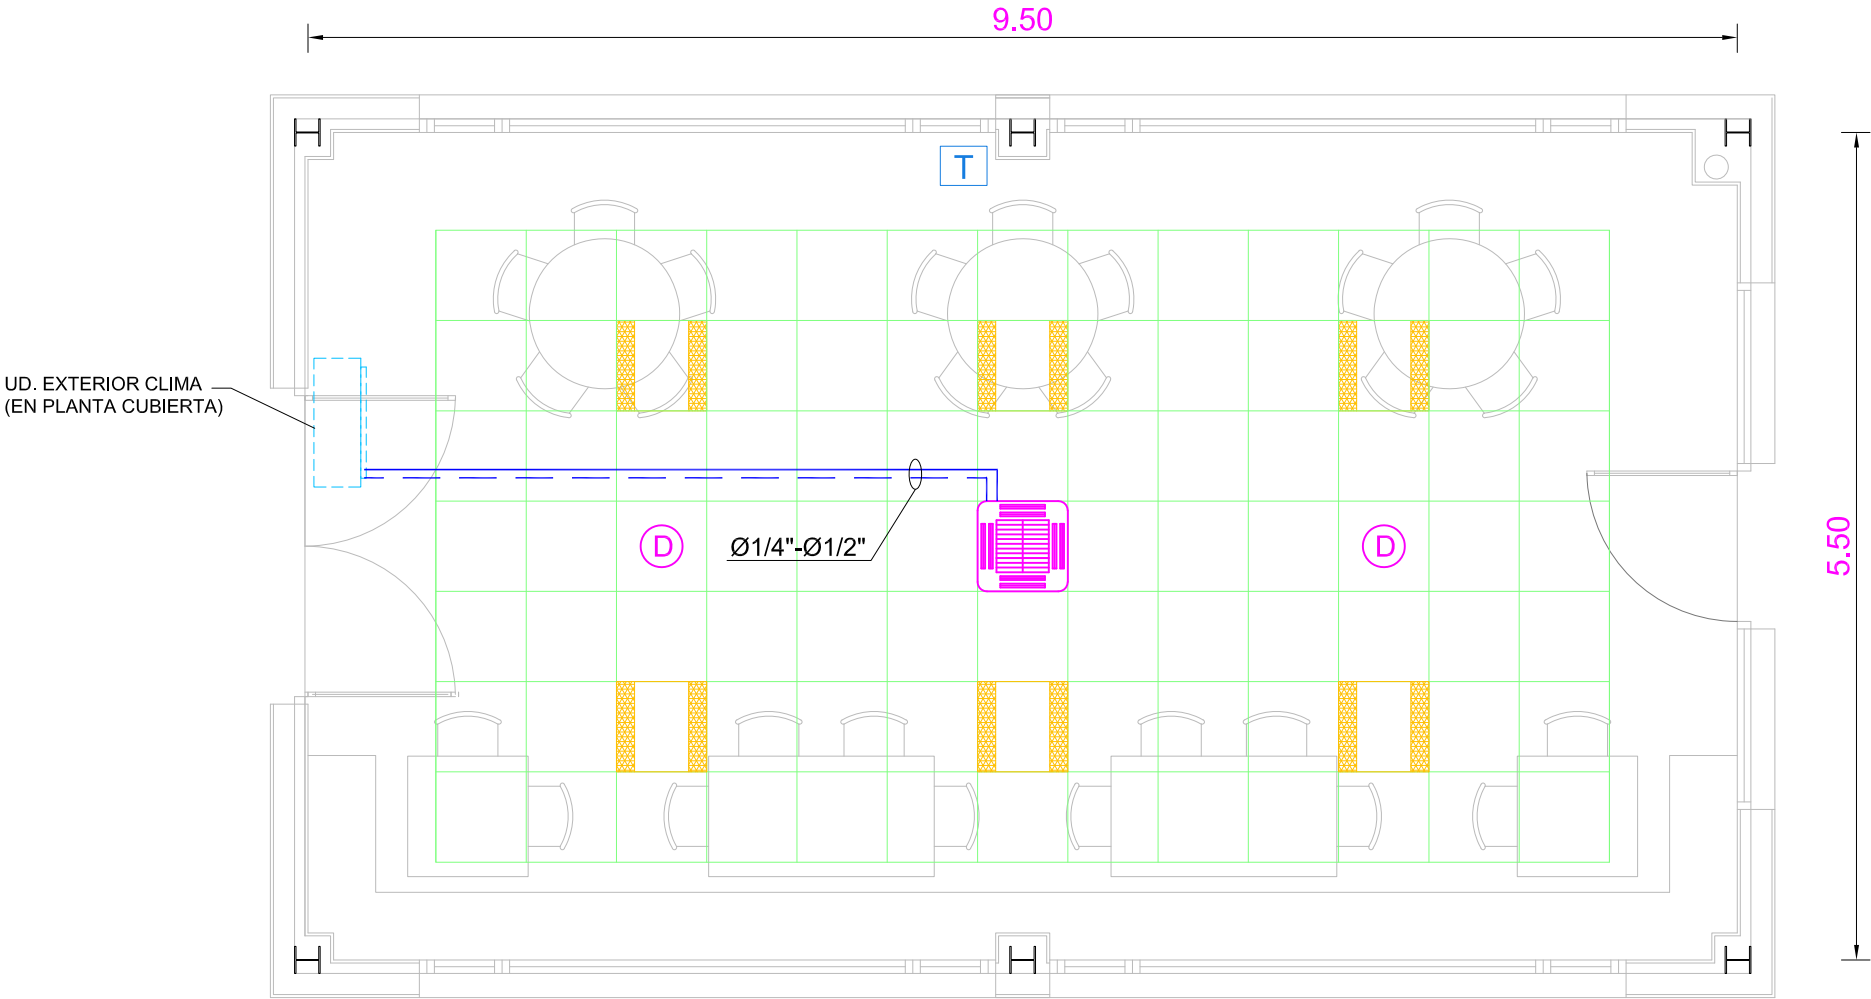 9.50
T
UD. EXTERIOR CLIMA
(EN PLANTA CUBIERTA)
D
Ø1/4"-Ø1/2"
D
5.50